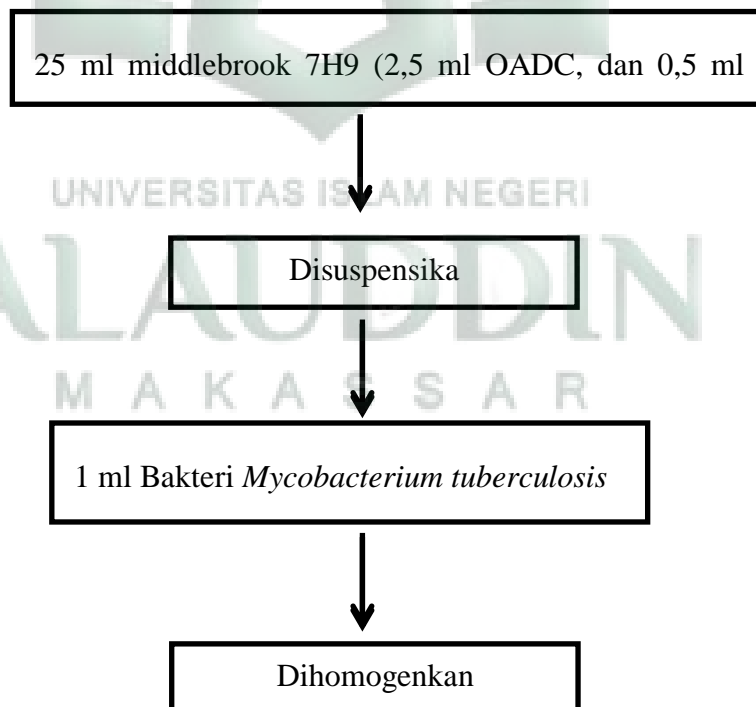 25 ml middlebrook 7H9 (2,5 ml OADC, dan 0,5 ml
UNIVERSITAS ISLAM NEGERI
Disuspensika
ALAUDDIN
MAKASSAR
1 ml Bakteri Mycobacterium tuberculosis
Dihomogenkan